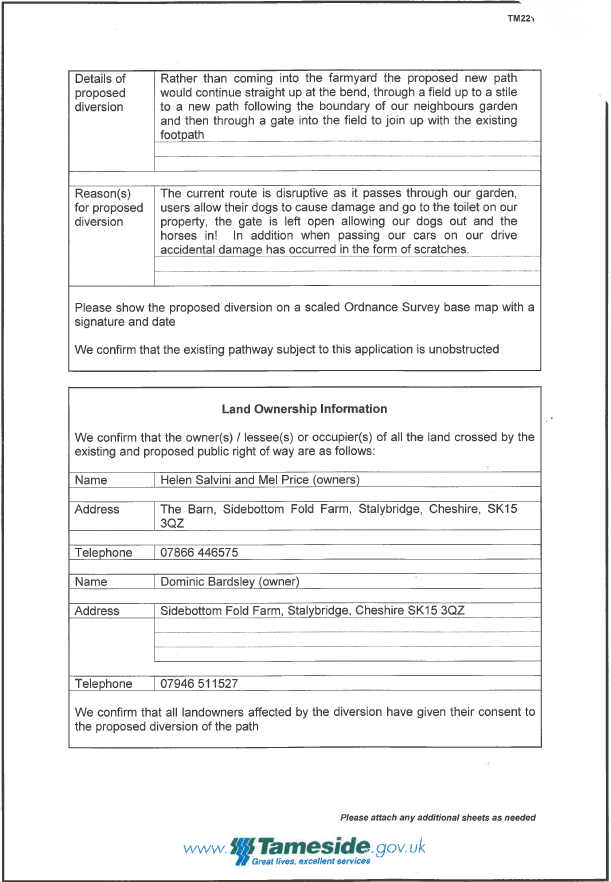 TM221
Details of proposed diversion
Rather than coming into the farmyard the proposed new path
would continue straight up at the bend, through a field up to a stile
to a new path following the boundary of our neighbours garden
and then through a gate into the field to join up with the existing
footpath
Reason(s) for proposed diversion
The current route is disruptive as it passes through our garden,
users allow their dogs to cause damage and go to the toilet on our
property, the gate is left open allowing our dogs out and the
horses in! In addition when passing our cars on our drive
accidental damage has occurred in the form of scratches.
Please show the proposed diversion on a scaled Ordnance Survey base map with a
signature and date
We confirm that the existing pathway subject to this application is unobstructed
Land Ownership Information
We confirm that the owner(s) / lessee(s) or occupier(s) of all the land crossed by the
existing and proposed public right of way are as follows:
Name Helen Salvini and Mel Price (owners)
Address The Barn, Sidebottom Fold Farm, Stalybridge, Cheshire, SK15
3QZ
Telephone 07866 446575
Name Dominic Bardsley (owner)
Address Sidebottom Fold Farm, Stalybridge, Cheshire SK15 3QZ
Telephone 07946 511527
We confirm that all landowners affected by the diversion have given their consent to
the proposed diversion of the path
Please attach any additional sheets as needed
www.Tameside.gov.uk
Great lives, excellent services